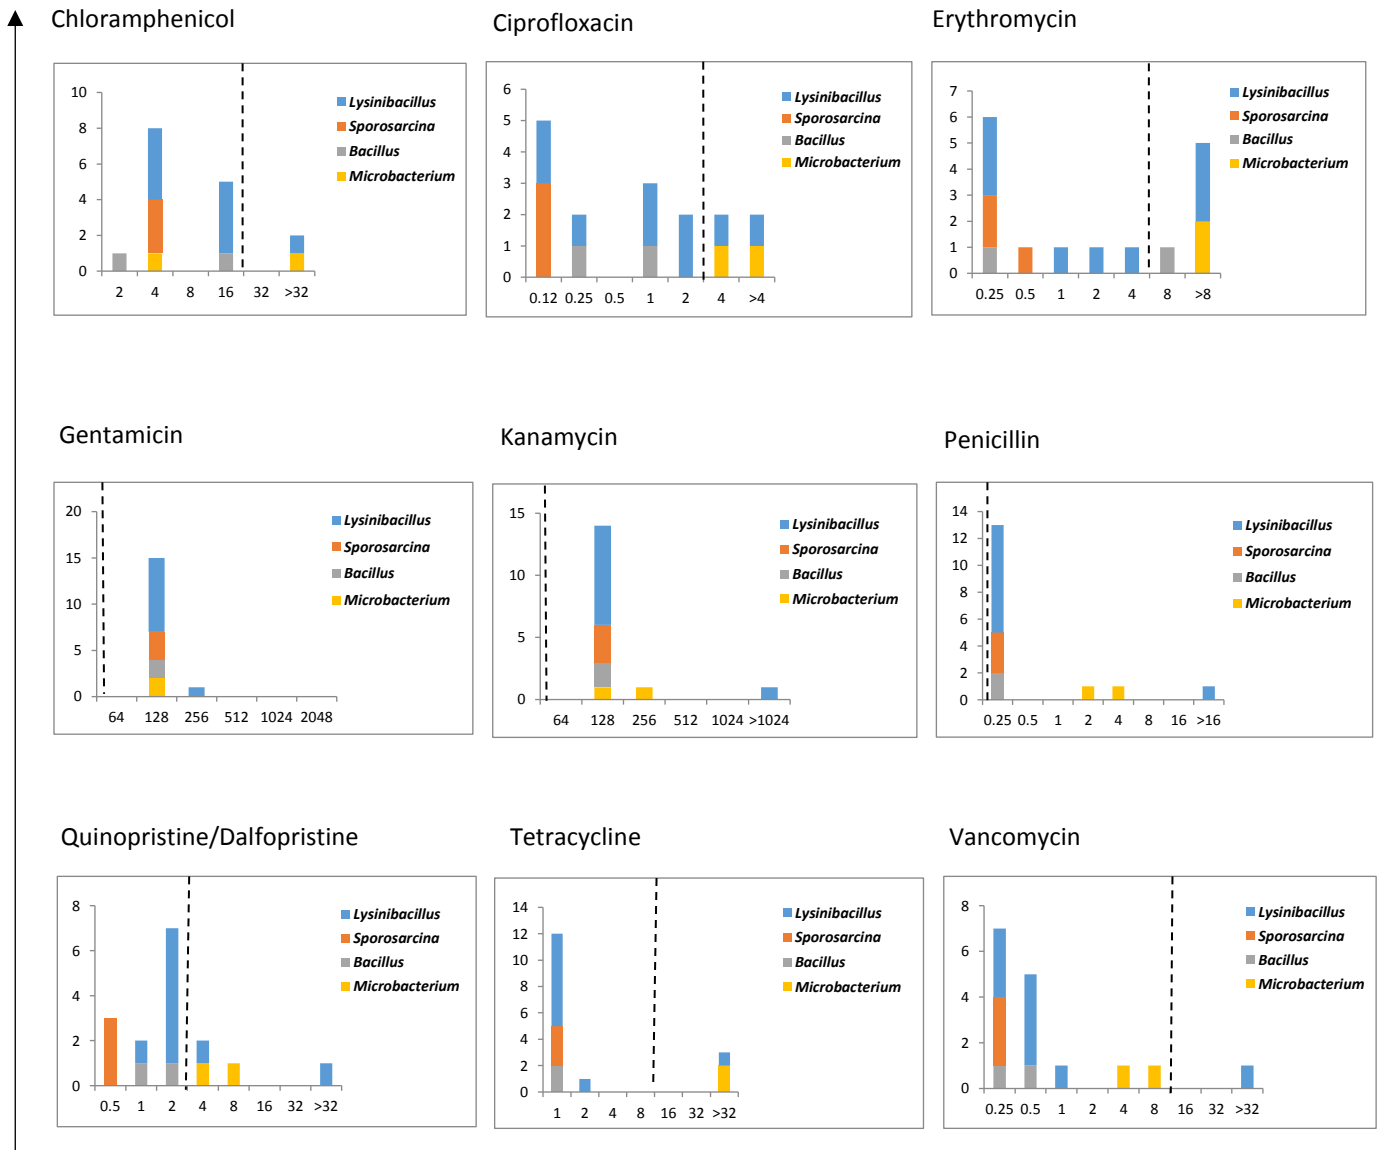 Chloramphenicol
10
8
6
4
2
0
2 4 8 16 32 >32
Lysinibacillus
Sporosarcina
Bacillus
Microbacterium
Ciprofloxacin
6
5
4
3
2
1
0
0.12 0.25 0.5 1 2 4 >4
Lysinibacillus
Sporosarcina
Bacillus
Microbacterium
Erythromycin
7
6
5
4
3
2
1
0
0.25 0.5 1 2 4 8 >8
Lysinibacillus
Sporosarcina
Bacillus
Microbacterium
Gentamicin
20
15
10
5
0
64 128 256 512 1024 2048
Lysinibacillus
Sporosarcina
Bacillus
Microbacterium
Kanamycin
15
10
5
0
64 128 256 512 1024 >1024
Lysinibacillus
Sporosarcina
Bacillus
Microbacterium
Penicillin
14
12
10
8
6
4
2
0
0.25 0.5 1 2 4 8 16 >16
Lysinibacillus
Sporosarcina
Bacillus
Microbacterium
Quinopristine/Dalfopristine
8
6
4
2
0
0.5 1 2 4 8 16 32 >32
Lysinibacillus
Sporosarcina
Bacillus
Microbacterium
Tetracycline
14
12
10
8
6
4
2
0
1 2 4 8 16 32 >32
Lysinibacillus
Sporosarcina
Bacillus
Microbacterium
Vancomycin
8
6
4
2
0
0.25 0.5 1 2 4 8 16 32 >32
Lysinibacillus
Sporosarcina
Bacillus
Microbacterium